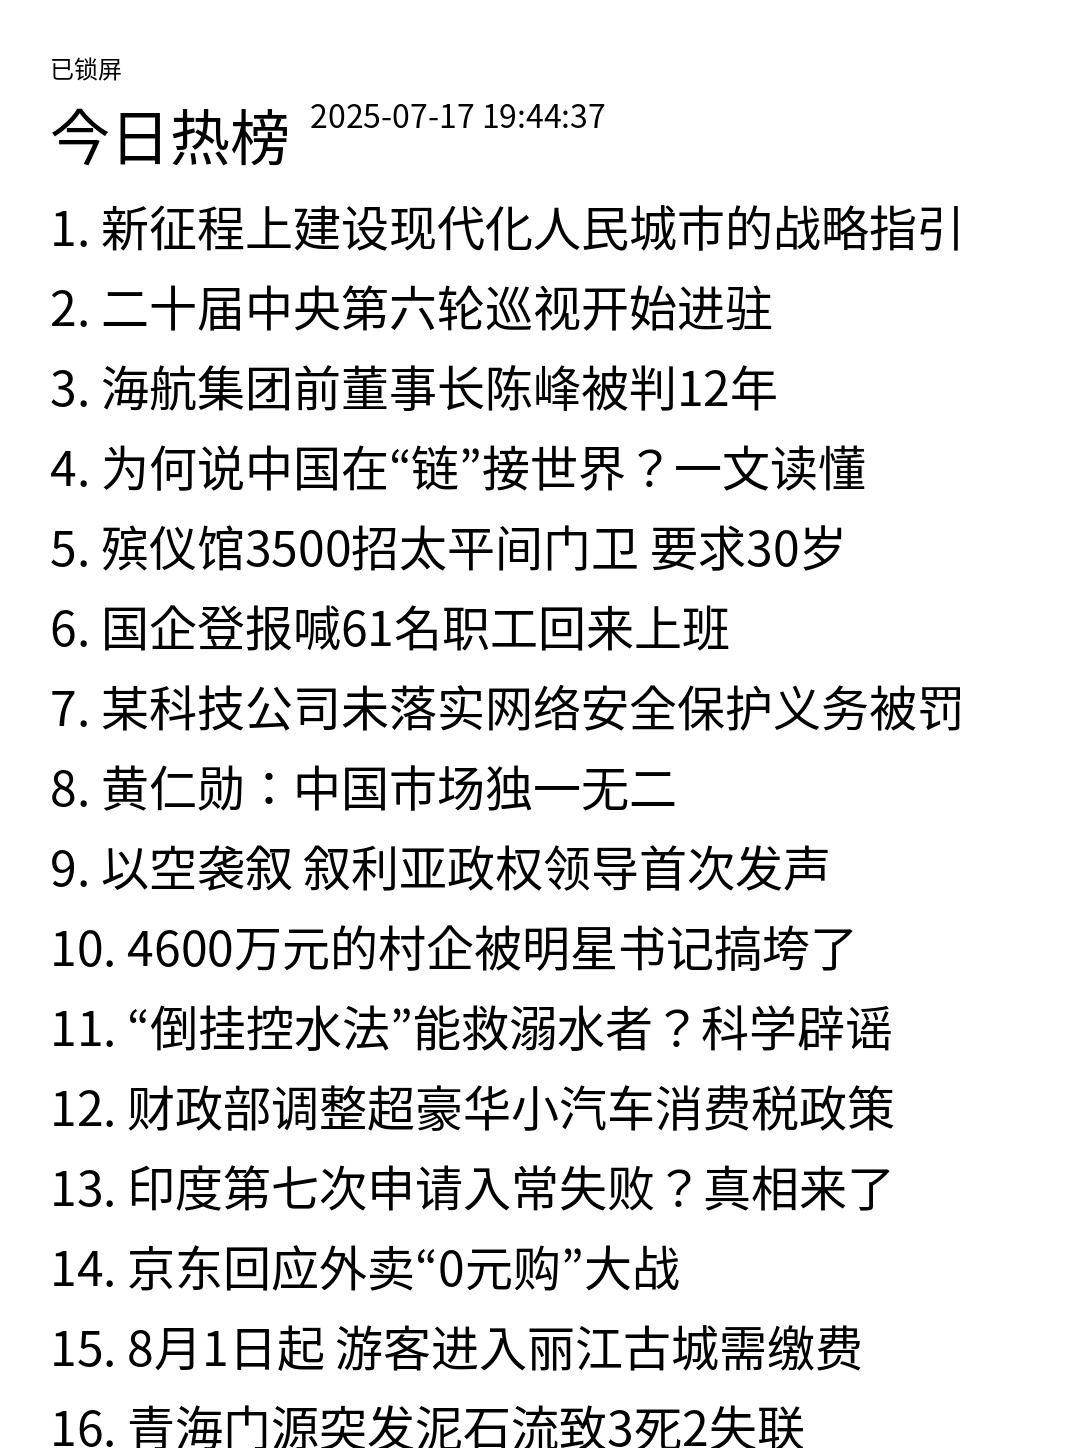 已锁屏
今日热榜 2025-07-17 19:44:37
1. 新征程上建设现代化人民城市的战略指引
2. 二十届中央第六轮巡视开始进驻
3. 海航集团前董事长陈峰被判12年
4. 为何说中国在“链”接世界？一文读懂
5. 殡仪馆3500招太平间门卫 要求30岁
6. 国企登报喊61名职工回来上班
7. 某科技公司未落实网络安全保护义务被罚
8. 黄仁勋：中国市场独一无二
9. 以空袭叙 叙利亚政权领导首次发声
10. 4600万元的村企被明星书记搞垮了
11. “倒挂控水法”能救溺水者？科学辟谣
12. 财政部调整超豪华小汽车消费税政策
13. 印度第七次申请入常失败？真相来了
14. 京东回应外卖“0元购”大战
15. 8月1日起 游客进入丽江古城需缴费
16. 青海门源突发泥石流致3死2失联